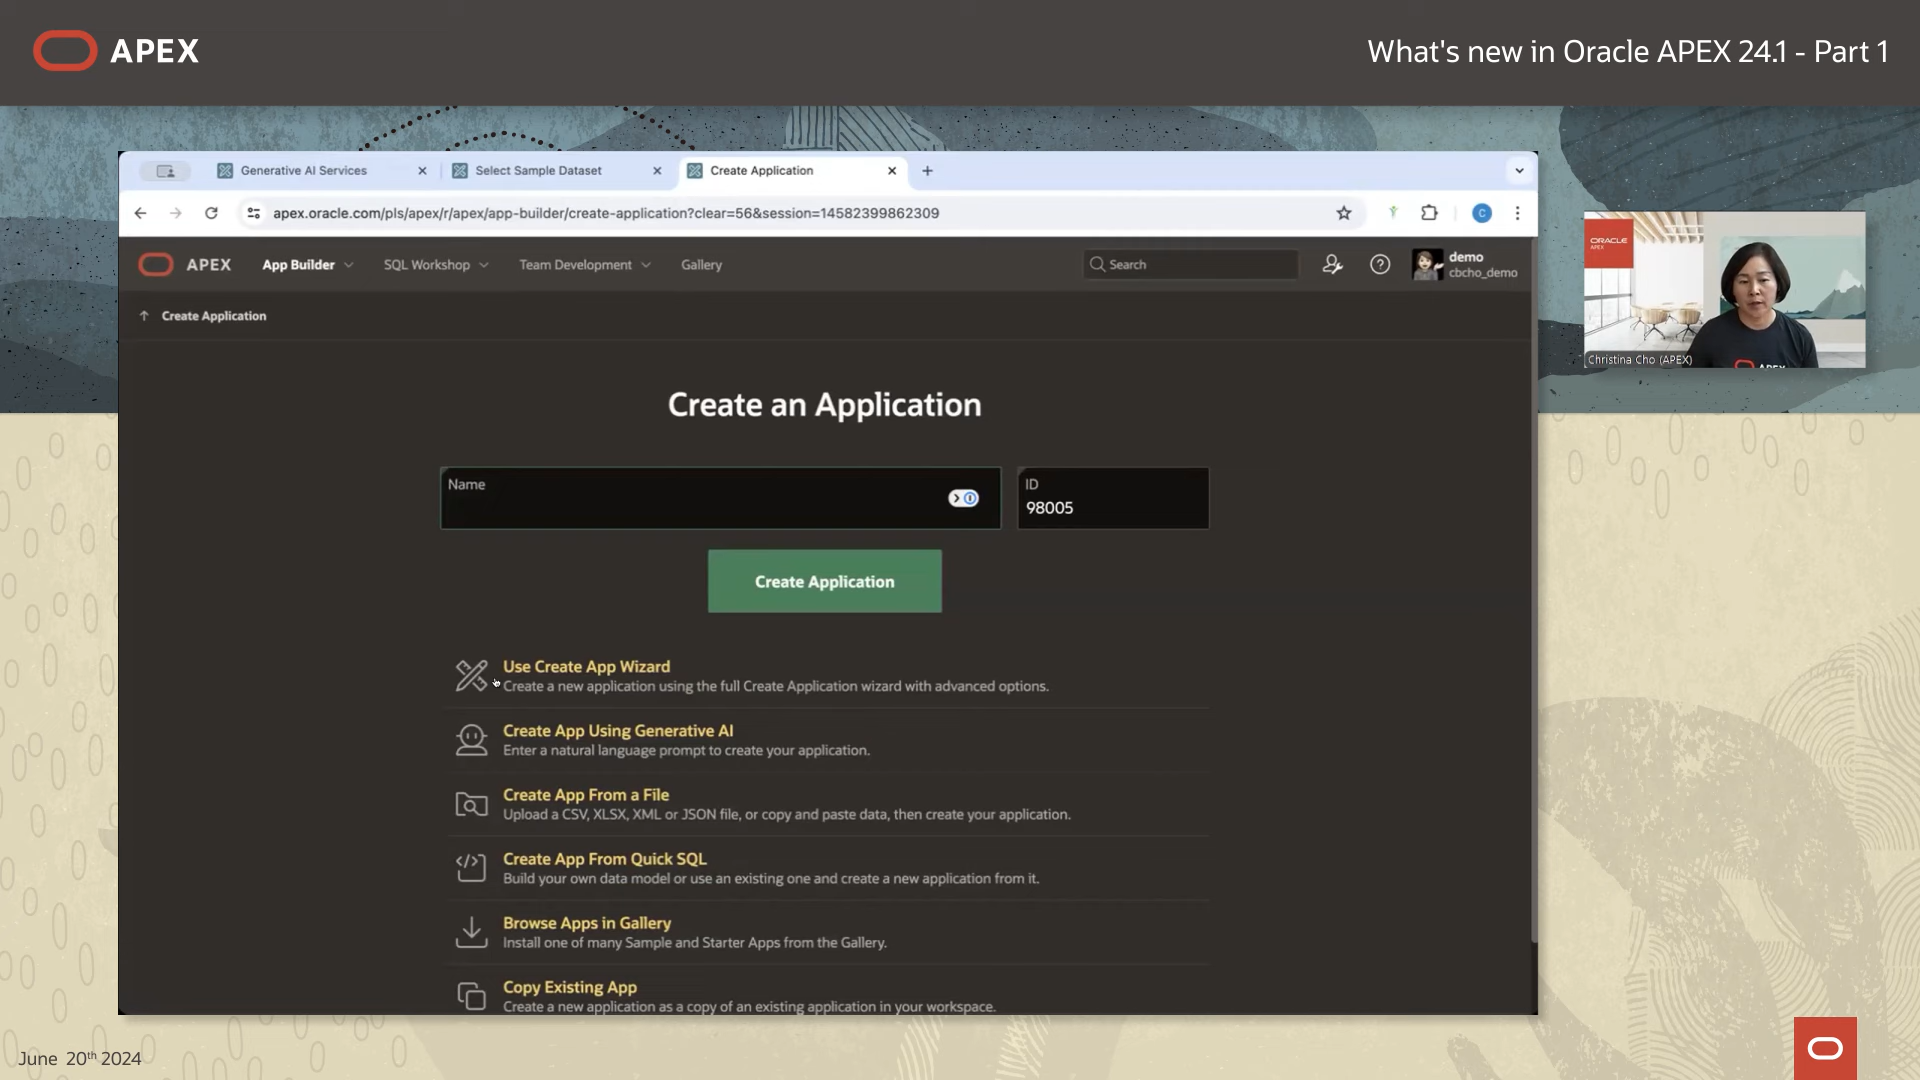 APEX
What's new in Oracle APEX 24.1 - Part 1
Generative AI Services
Select Sample Dataset
Create Application
apex.oracle.com/pls/apex/r/apex/app-builder/create-application?clear=56&session=14582399862309
C
APEX
App Builder
SQL Workshop
Team Development
Gallery
Search
demo
cbcho_demo
Create Application
ORACLE
APEX
Christina Cho (APEX)
APEX
Create an Application
Name
ID
98005
Create Application
Use Create App Wizard
Create a new application using the full Create Application wizard with advanced options.
Create App Using Generative AI
Enter a natural language prompt to create your application.
Create App From a File
Upload a CSV, XLSX, XML or JSON file, or copy and paste data, then create your application.
Create App From Quick SQL
Build your own data model or use an existing one and create a new application from it.
Browse Apps in Gallery
Install one of many Sample and Starter Apps from the Gallery.
Copy Existing App
Create a new application as a copy of an existing application in your workspace.
June 20th 2024